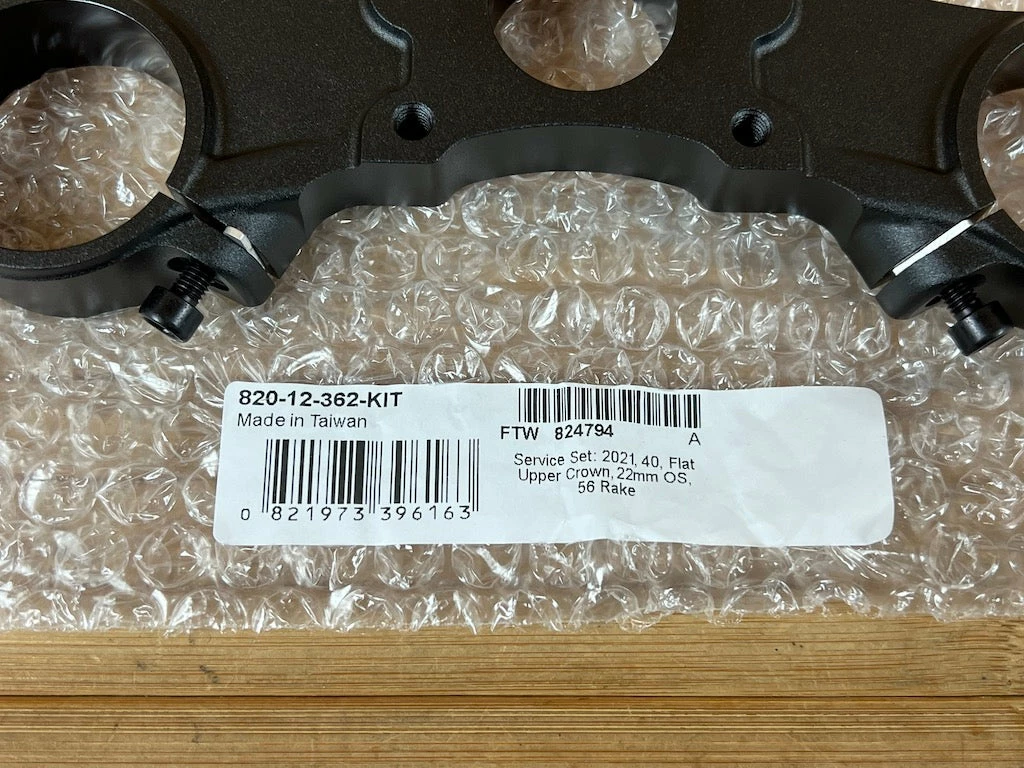 820-12-362-KIT
Made in Taiwan
0 821973 396163
FTW 824794 A
Service Set: 2021, 40, Flat
Upper Crown, 22mm OS,
56 Rake